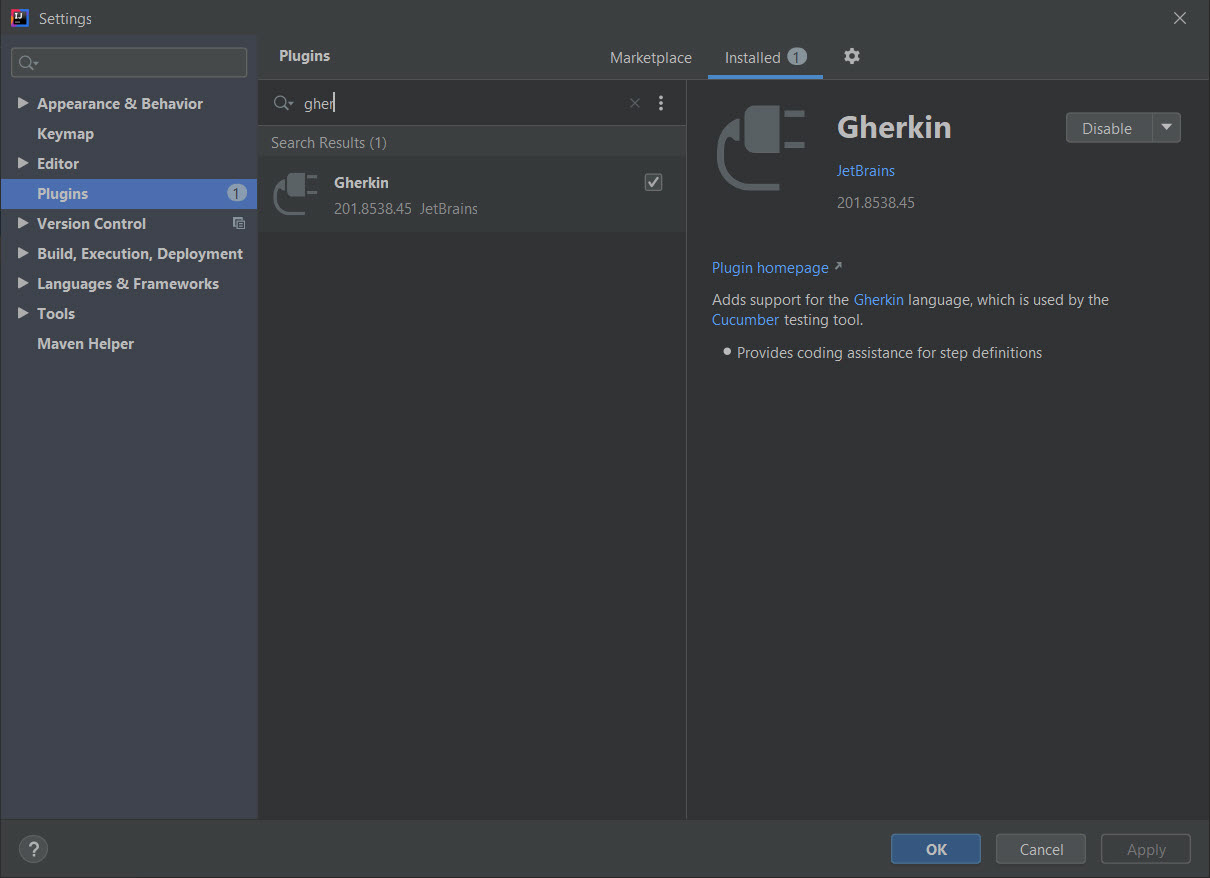 Settings
Appearance & Behavior
Keymap
Editor
Plugins 1
Version Control
Build, Execution, Deployment
Languages & Frameworks
Tools
Maven Helper
Plugins
Marketplace
Installed 1
gher
Search Results (1)
Gherkin
201.8538.45 JetBrains
Gherkin
Disable
JetBrains
201.8538.45
Plugin homepage
Adds support for the Gherkin language, which is used by the
Cucumber testing tool.
Provides coding assistance for step definitions
?
OK
Cancel
Apply